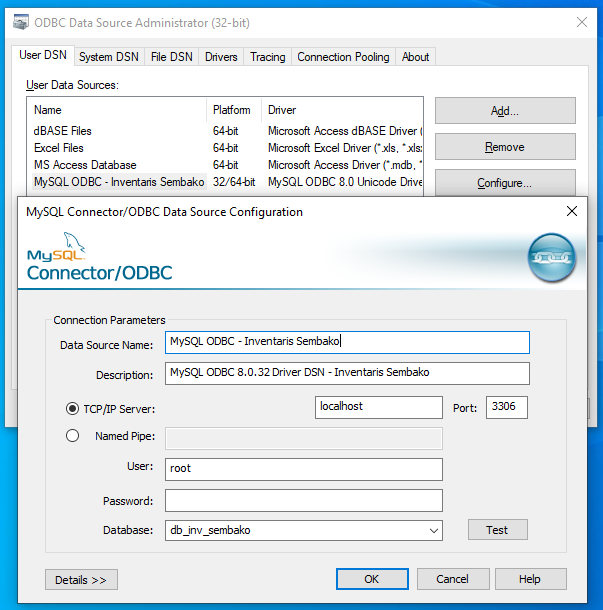 ODBC Data Source Administrator (32-bit)
User DSN System DSN File DSN Drivers Tracing Connection Pooling About
User Data Sources:
Name Platform Driver
dBASE Files 64-bit Microsoft Access dBASE Driver (
Excel Files 64-bit Microsoft Excel Driver (*.xls, *.xls
MS Access Database 64-bit Microsoft Access Driver (*.mdb, *
MySQL ODBC - Inventaris Sembako 32/64-bit MySQL ODBC 8.0 Unicode Drive
Add...
Remove
Configure...
MySQL Connector/ODBC Data Source Configuration
MySQL
Connector/ODBC
Connection Parameters
Data Source Name: MySQL ODBC - Inventaris Sembako
Description: MySQL ODBC 8.0.32 Driver DSN - Inventaris Sembako
TCP/IP Server: localhost Port: 3306
Named Pipe:
User: root
Password:
Database: db_inv_sembako Test
Details >> OK Cancel Help